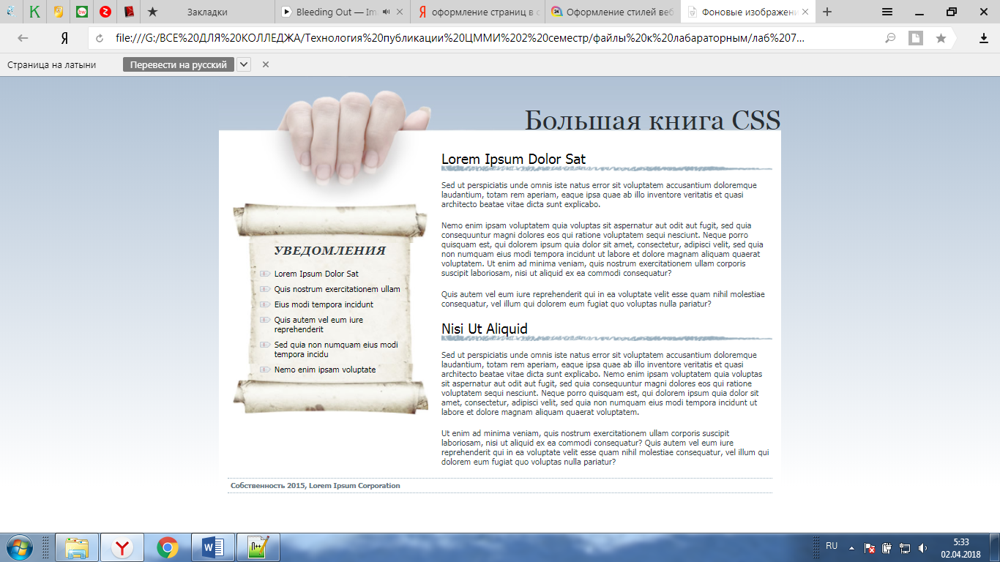 Закладки
Bleeding Out — Im
оформление страниц в с
Оформление стилей веб
Фоновые изображени
file:///G:/ВСЕ%20ДЛЯ%20КОЛЛЕДЖА/Технология%20публикации%20ЦММИ%202%20семестр/файлы%20к%20лабараторным/лаб%207...
Страница на латыни
Перевести на русский
Большая книга CSS
УВЕДОМЛЕНИЯ
Lorem Ipsum Dolor Sat
Quis nostrum exercitationem ullam
Eius modi tempora incidunt
Quis autem vel eum iure
reprehenderit
Sed quia non numquam eius modi
tempora incidu
Nemo enim ipsam voluptate
Lorem Ipsum Dolor Sat
Sed ut perspiciatis unde omnis iste natus error sit voluptatem accusantium doloremque
laudantium, totam rem aperiam, eaque ipsa quae ab illo inventore veritatis et quasi
architecto beatae vitae dicta sunt explicabo.
Nemo enim ipsam voluptatem quia voluptas sit aspernatur aut odit aut fugit, sed quia
consequuntur magni dolores eos qui ratione voluptatem sequi nesciunt. Neque porro
quisquam est, qui dolorem ipsum quia dolor sit amet, consectetur, adipisci velit, sed quia
non numquam eius modi tempora incidunt ut labore et dolore magnam aliquam quaerat
voluptatem. Ut enim ad minima veniam, quis nostrum exercitationem ullam corporis
suscipit laboriosam, nisi ut aliquid ex ea commodi consequatur?
Quis autem vel eum iure reprehenderit qui in ea voluptate velit esse quam nihil molestiae
consequatur, vel illum qui dolorem eum fugiat quo voluptas nulla pariatur?
Nisi Ut Aliquid
Sed ut perspiciatis unde omnis iste natus error sit voluptatem accusantium doloremque
laudantium, totam rem aperiam, eaque ipsa quae ab illo inventore veritatis et quasi
architecto beatae vitae dicta sunt explicabo. Nemo enim ipsam voluptatem quia voluptas
sit aspernatur aut odit aut fugit, sed quia consequuntur magni dolores eos qui ratione
voluptatem sequi nesciunt. Neque porro quisquam est, qui dolorem ipsum quia dolor sit
amet, consectetur, adipisci velit, sed quia non numquam eius modi tempora incidunt ut
labore et dolore magnam aliquam quaerat voluptatem.
Ut enim ad minima veniam, quis nostrum exercitationem ullam corporis suscipit
laboriosam, nisi ut aliquid ex ea commodi consequatur? Quis autem vel eum iure
reprehenderit qui in ea voluptate velit esse quam nihil molestiae consequatur, vel illum qui
dolorem eum fugiat quo voluptas nulla pariatur?
Собственность 2015, Lorem Ipsum Corporation
RU
5:33
02.04.2018